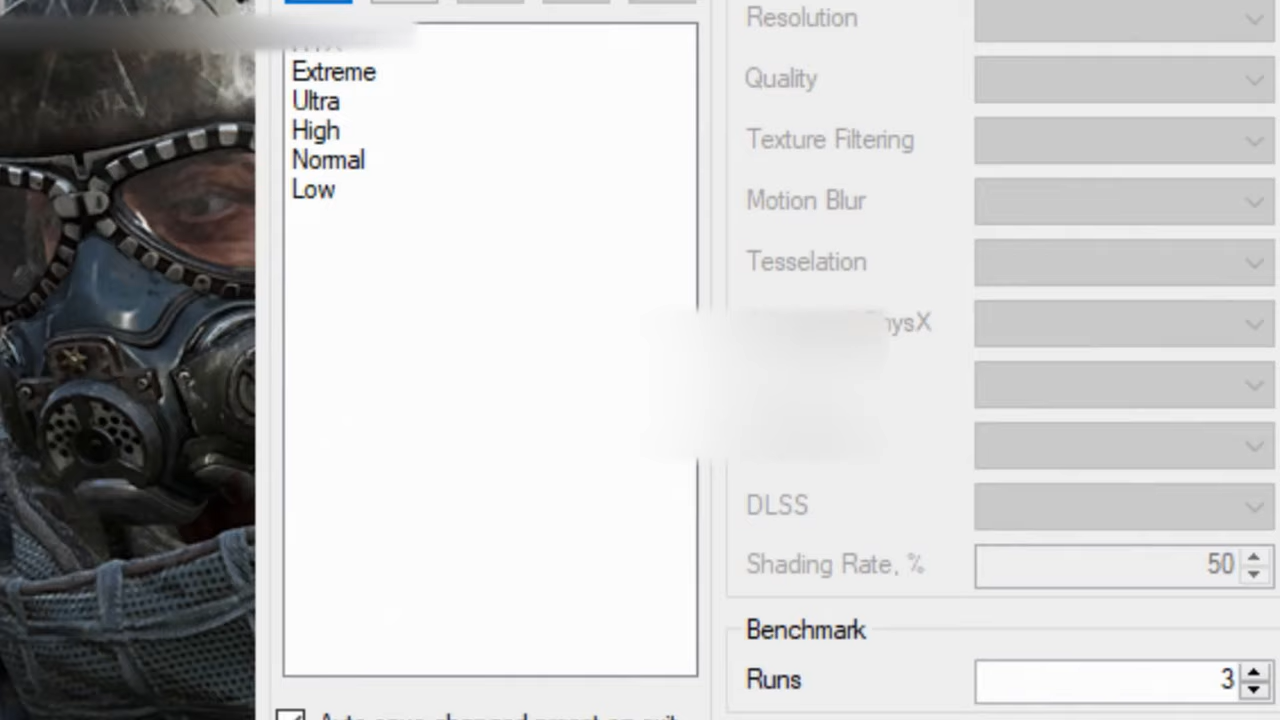 Extreme
Ultra
High
Normal
Low
Resolution
Quality
Texture Filtering
Motion Blur
Tesselation
DLSS
Shading Rate, %
50
Benchmark
Runs
3